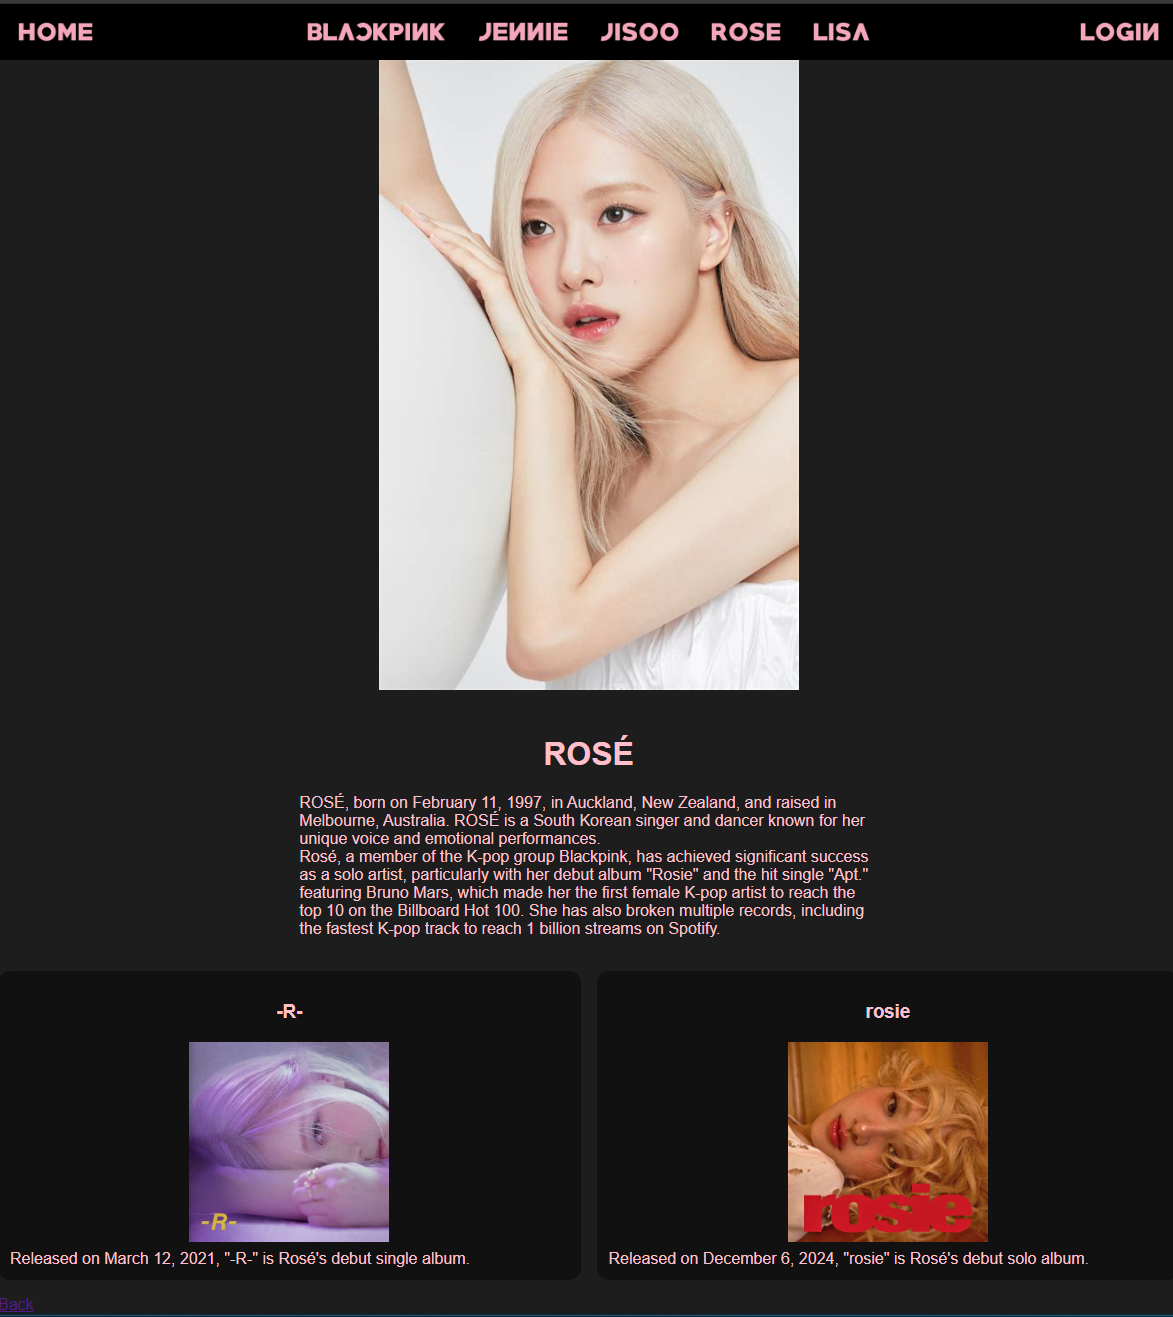 HOME BLACKPINK JENNIE JISOO ROSE LISA LOGIN
ROSÉ
ROSÉ, born on February 11, 1997, in Auckland, New Zealand, and raised in
Melbourne, Australia. ROSÉ is a South Korean singer and dancer known for her
unique voice and emotional performances.
Rosé, a member of the K-pop group Blackpink, has achieved significant success
as a solo artist, particularly with her debut album "Rosie" and the hit single "Apt."
featuring Bruno Mars, which made her the first female K-pop artist to reach the
top 10 on the Billboard Hot 100. She has also broken multiple records, including
the fastest K-pop track to reach 1 billion streams on Spotify.
-R-
-R-
Released on March 12, 2021, "-R-" is Rosé's debut single album.
rosie
rosie
Released on December 6, 2024, "rosie" is Rosé's debut solo album.
Back